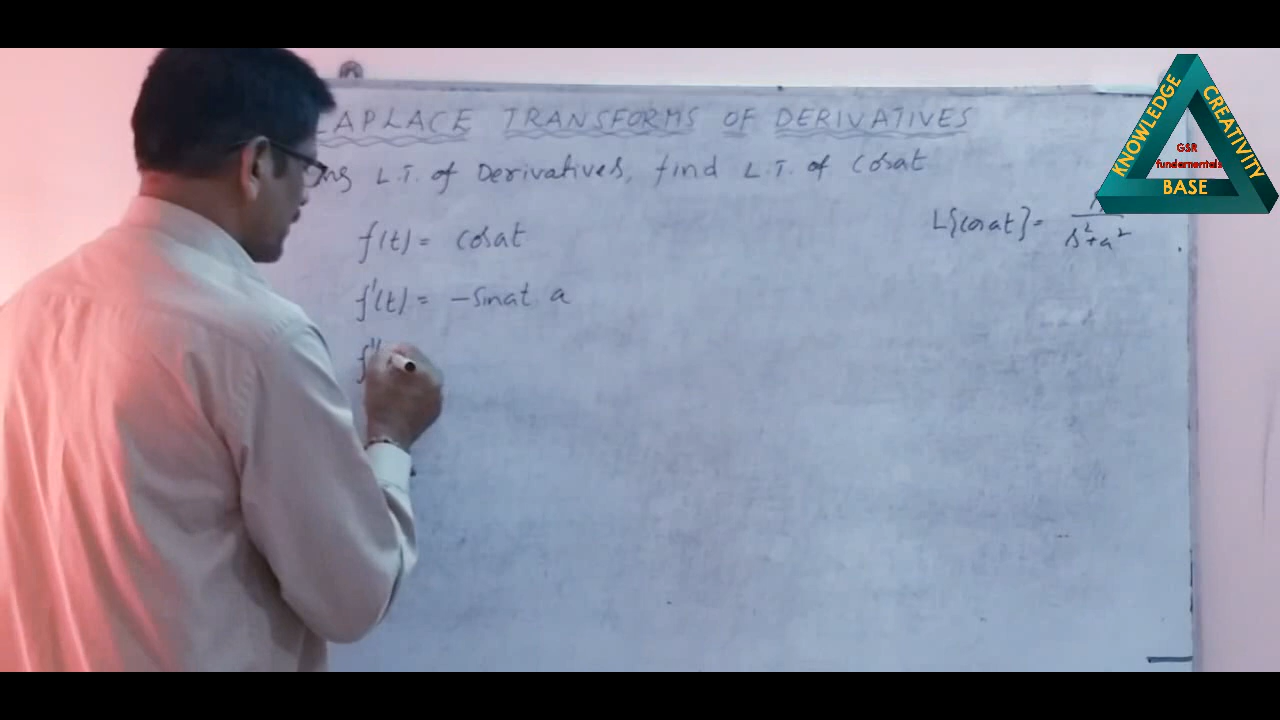 LAPLACE TRANSFORMS OF DERIVATIVES
L.T. of Derivatives, find L.T. of Cosat
f(t) = Cosat
L{Cosat} = s²+a²
f'(t) = -Sinat a
f''
KNOWLEDGE
CREATIVITY
GSR
fundamentals
BASE